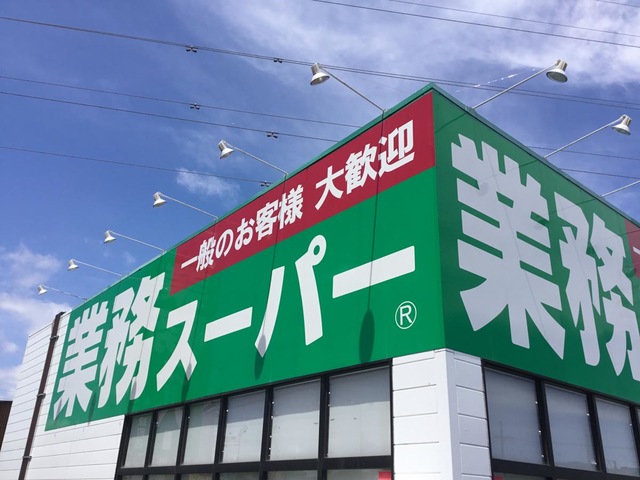 一般のお客様 大歓迎
業務スーパー®
業務